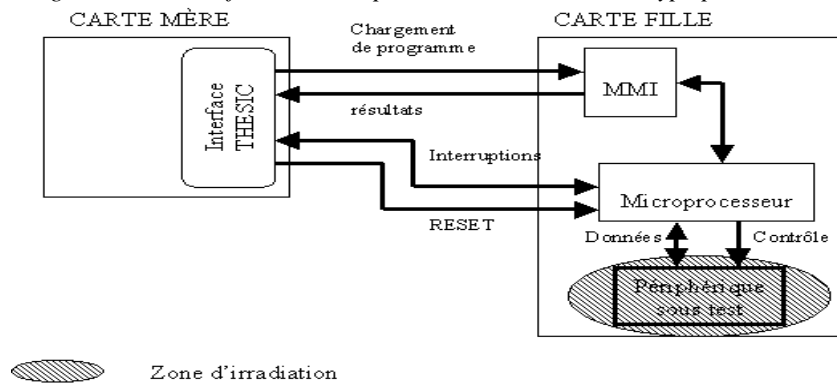 CARTE MÈRE
CARTE FILLE
Chargement
de programme
MMI
résultats
Interface
THESIC
Interruptions
Microprocesseur
RESET
Données
Contrôle
Périphérique
sous test
Zone d'irradiation